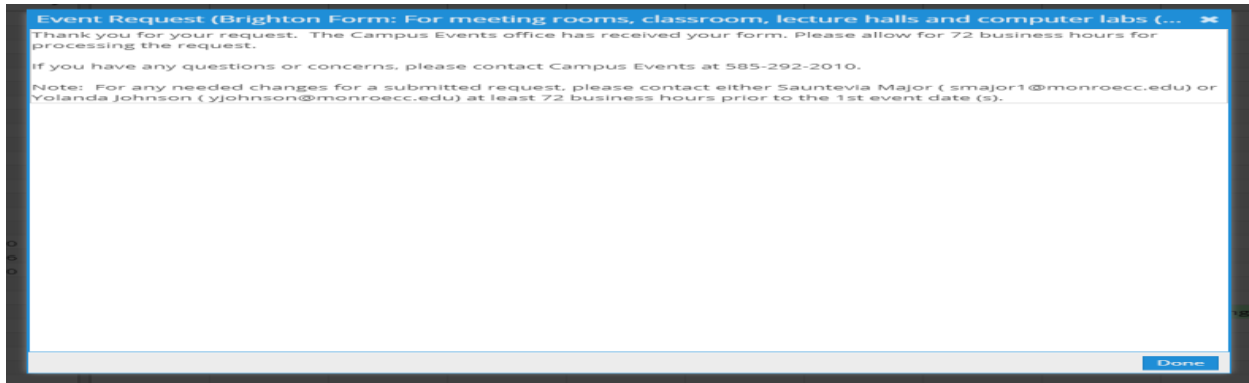 Event Request (Brighton Form: For meeting rooms, classroom, lecture halls and computer labs (... ✖
Thank you for your request.  The Campus Events office has received your form. Please allow for 72 business hours for
processing the request.
If you have any questions or concerns, please contact Campus Events at 585-292-2010.
Note:  For any needed changes for a submitted request, please contact either Sauntevia Major ( smajor1@monroecc.edu) or
Yolanda Johnson ( yjohnson@monroecc.edu) at least 72 business hours prior to the 1st event date (s).
Done